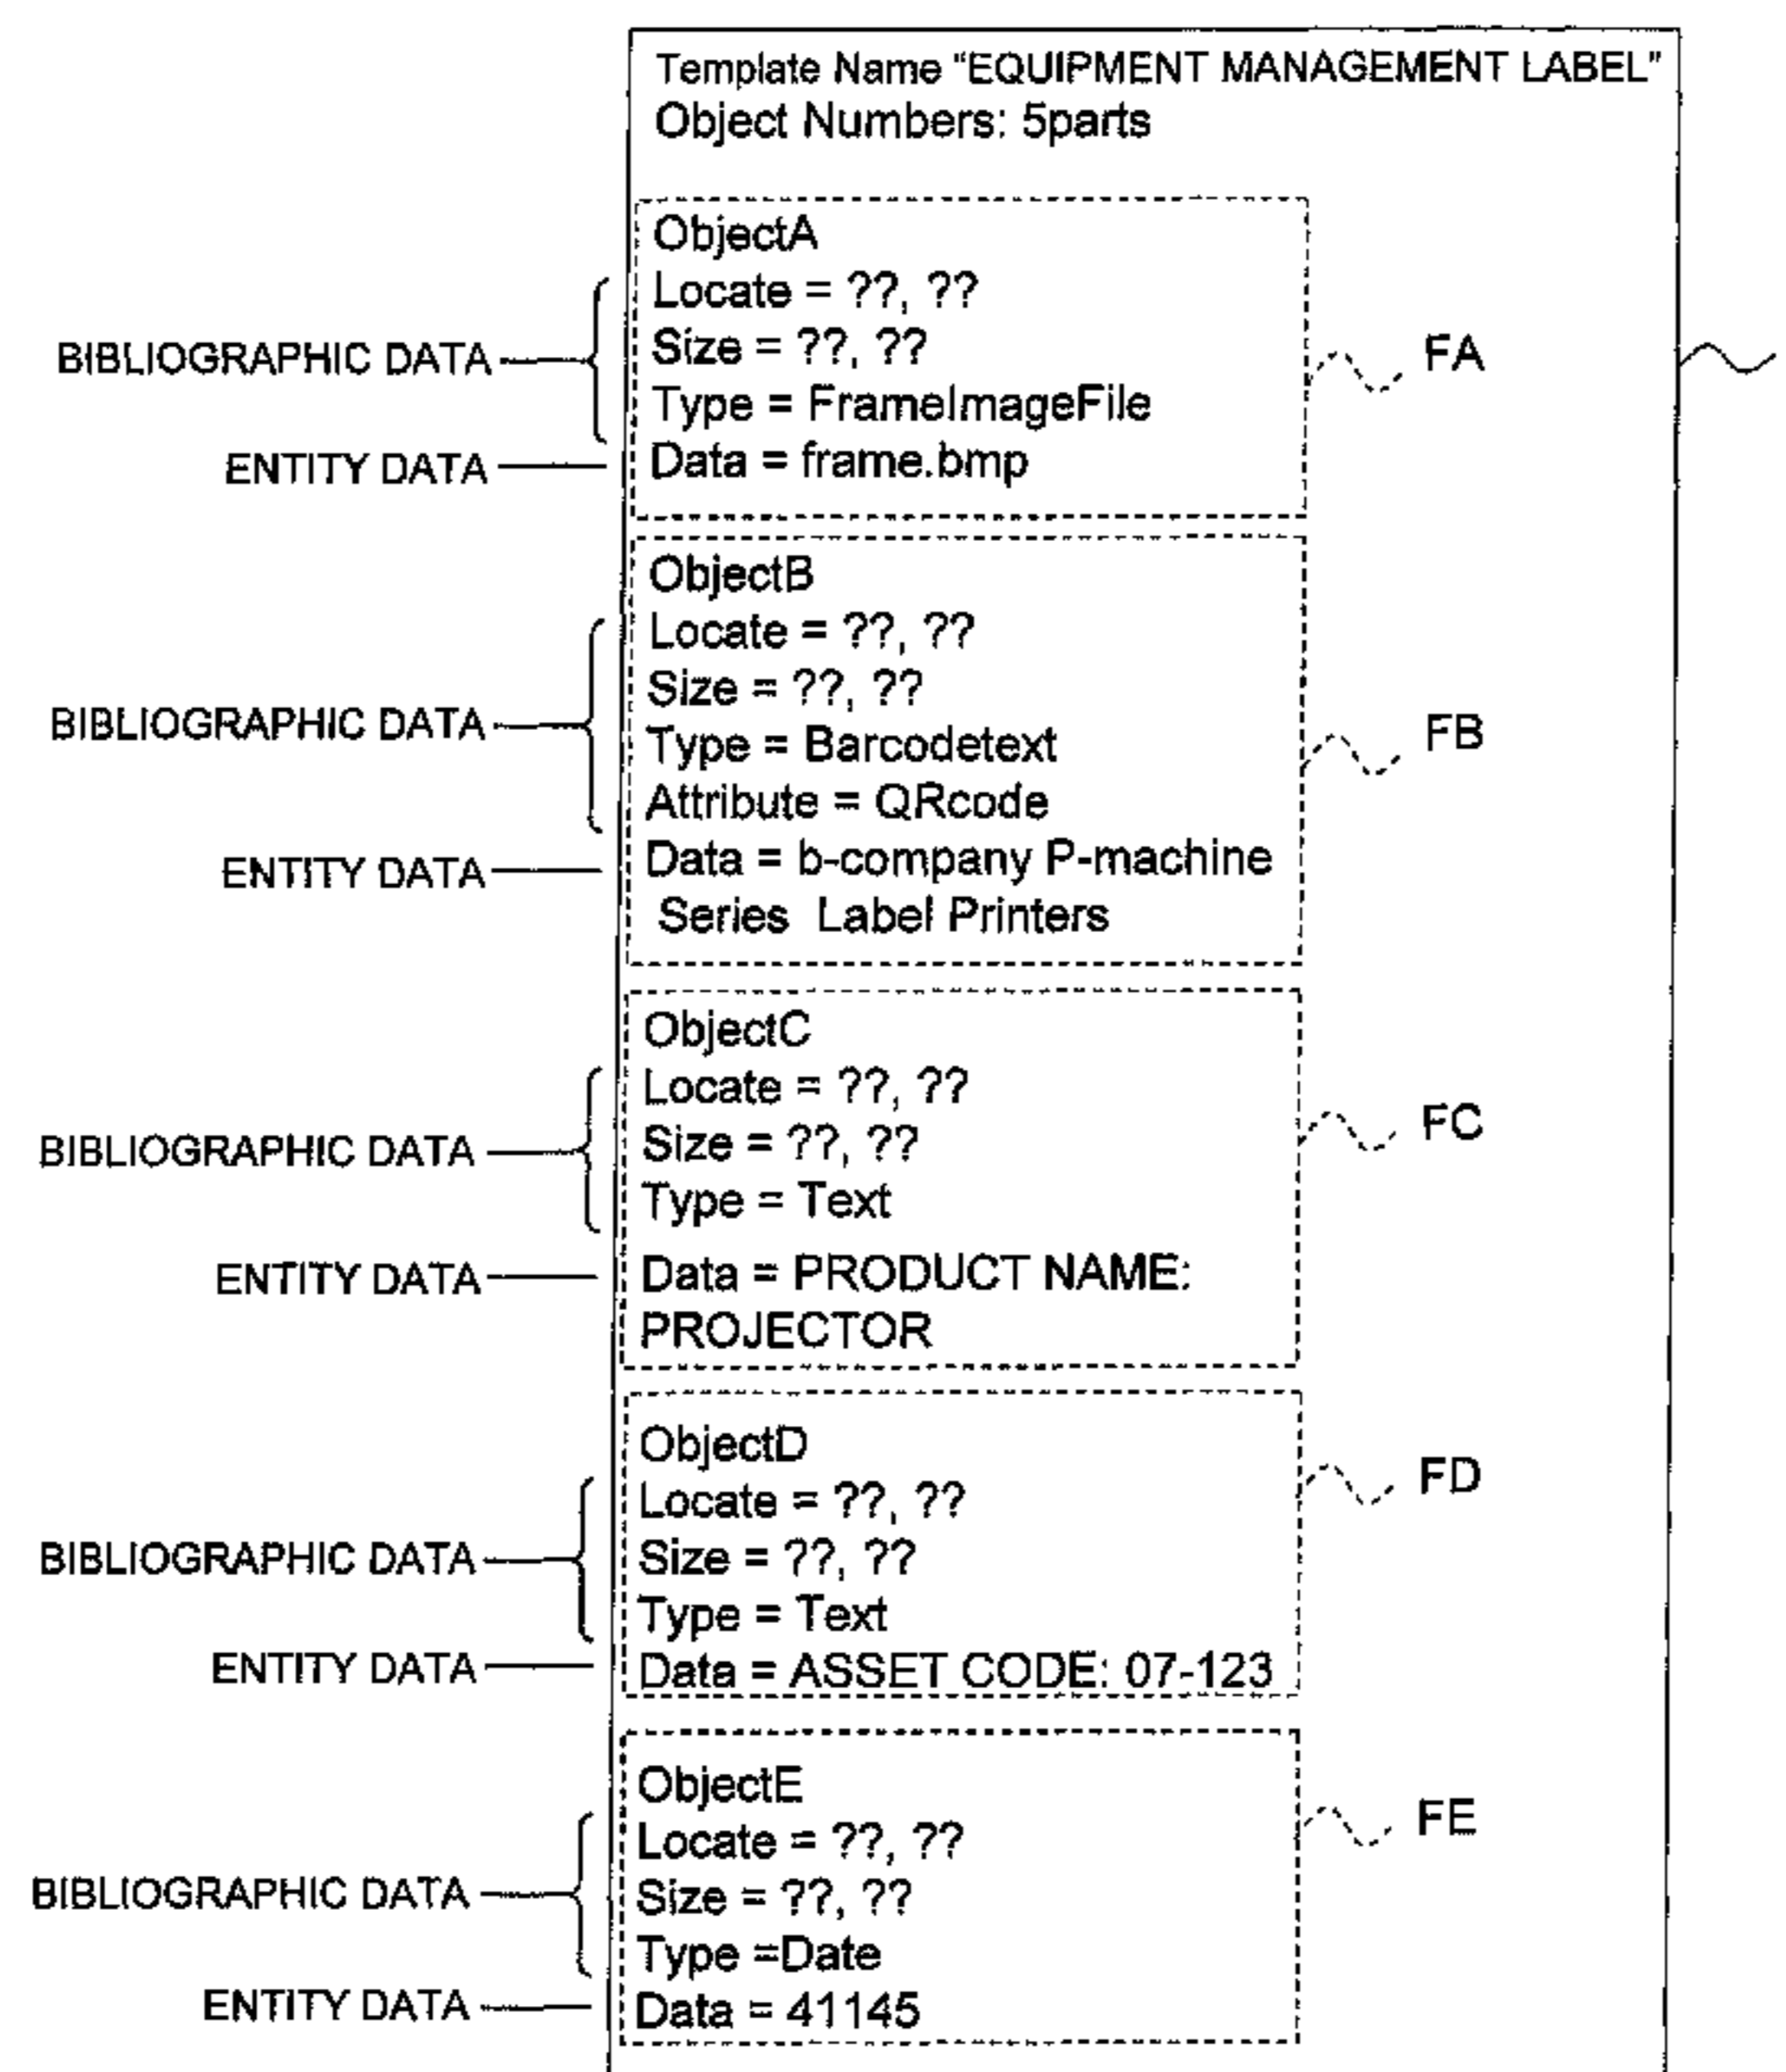 Template Name "EQUIPMENT MANAGEMENT LABEL"
Object Numbers: 5parts
ObjectA
Locate = ??, ??
Size = ??, ??
Type = FrameImageFile
Data = frame.bmp
BIBLIOGRAPHIC DATA
ENTITY DATA
FA
ObjectB
Locate = ??, ??
Size = ??, ??
Type = Barcodetext
Attribute = QRcode
Data = b-company P-machine
Series Label Printers
BIBLIOGRAPHIC DATA
ENTITY DATA
FB
ObjectC
Locate = ??, ??
Size = ??, ??
Type = Text
Data = PRODUCT NAME:
PROJECTOR
BIBLIOGRAPHIC DATA
ENTITY DATA
FC
ObjectD
Locate = ??, ??
Size = ??, ??
Type = Text
Data = ASSET CODE: 07-123
BIBLIOGRAPHIC DATA
ENTITY DATA
FD
ObjectE
Locate = ??, ??
Size = ??, ??
Type =Date
Data = 41145
BIBLIOGRAPHIC DATA
ENTITY DATA
FE